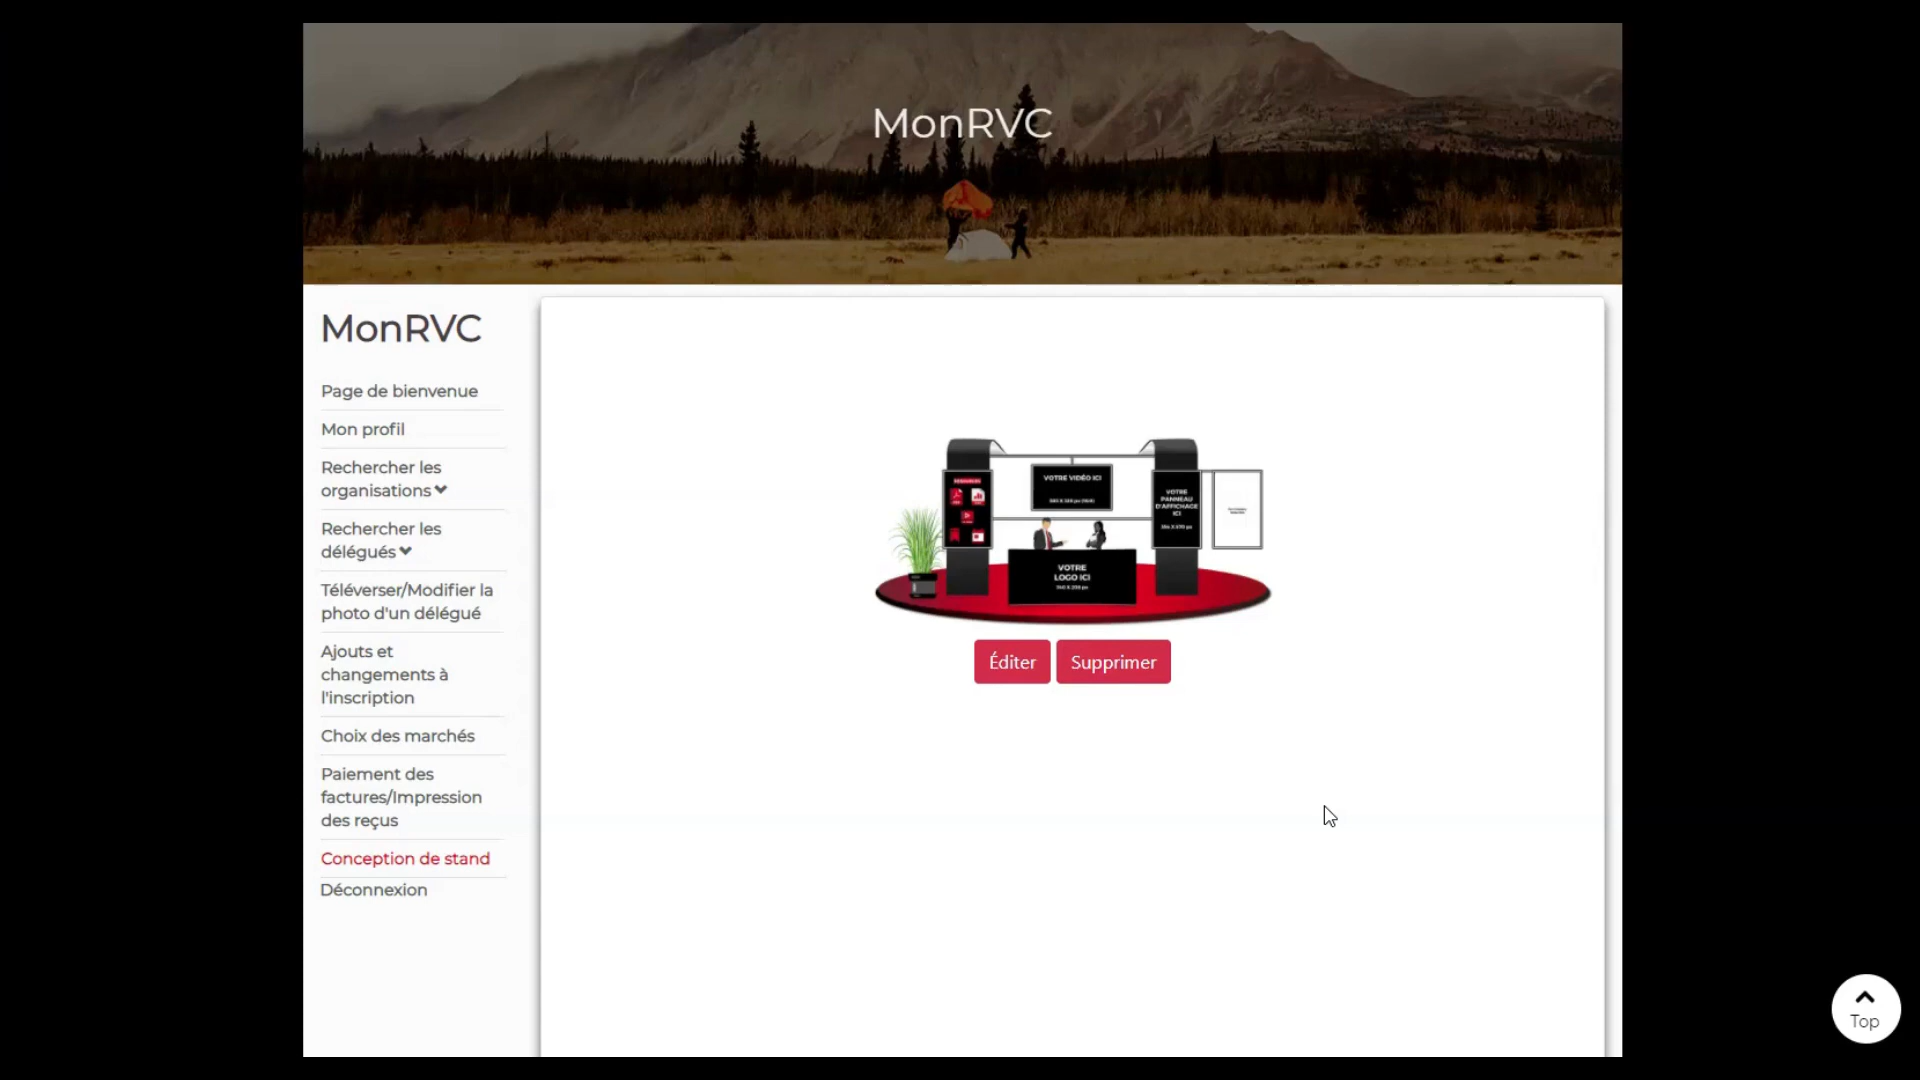 MonRVC
MonRVC
Page de bienvenue
Mon profil
Rechercher les
organisations
Rechercher les
délégués
Téléverser/Modifier la
photo d'un délégué
Ajouts et
changements à
l'inscription
Choix des marchés
Paiement des
factures/Impression
des reçus
Conception de stand
Déconnexion
RESSOURCES
VOTRE VIDÉO ICI
VOTRE
PANNEAU
D'AFFICHAGE
ICI
VOTRE
LOGO ICI
Éditer
Supprimer
Top